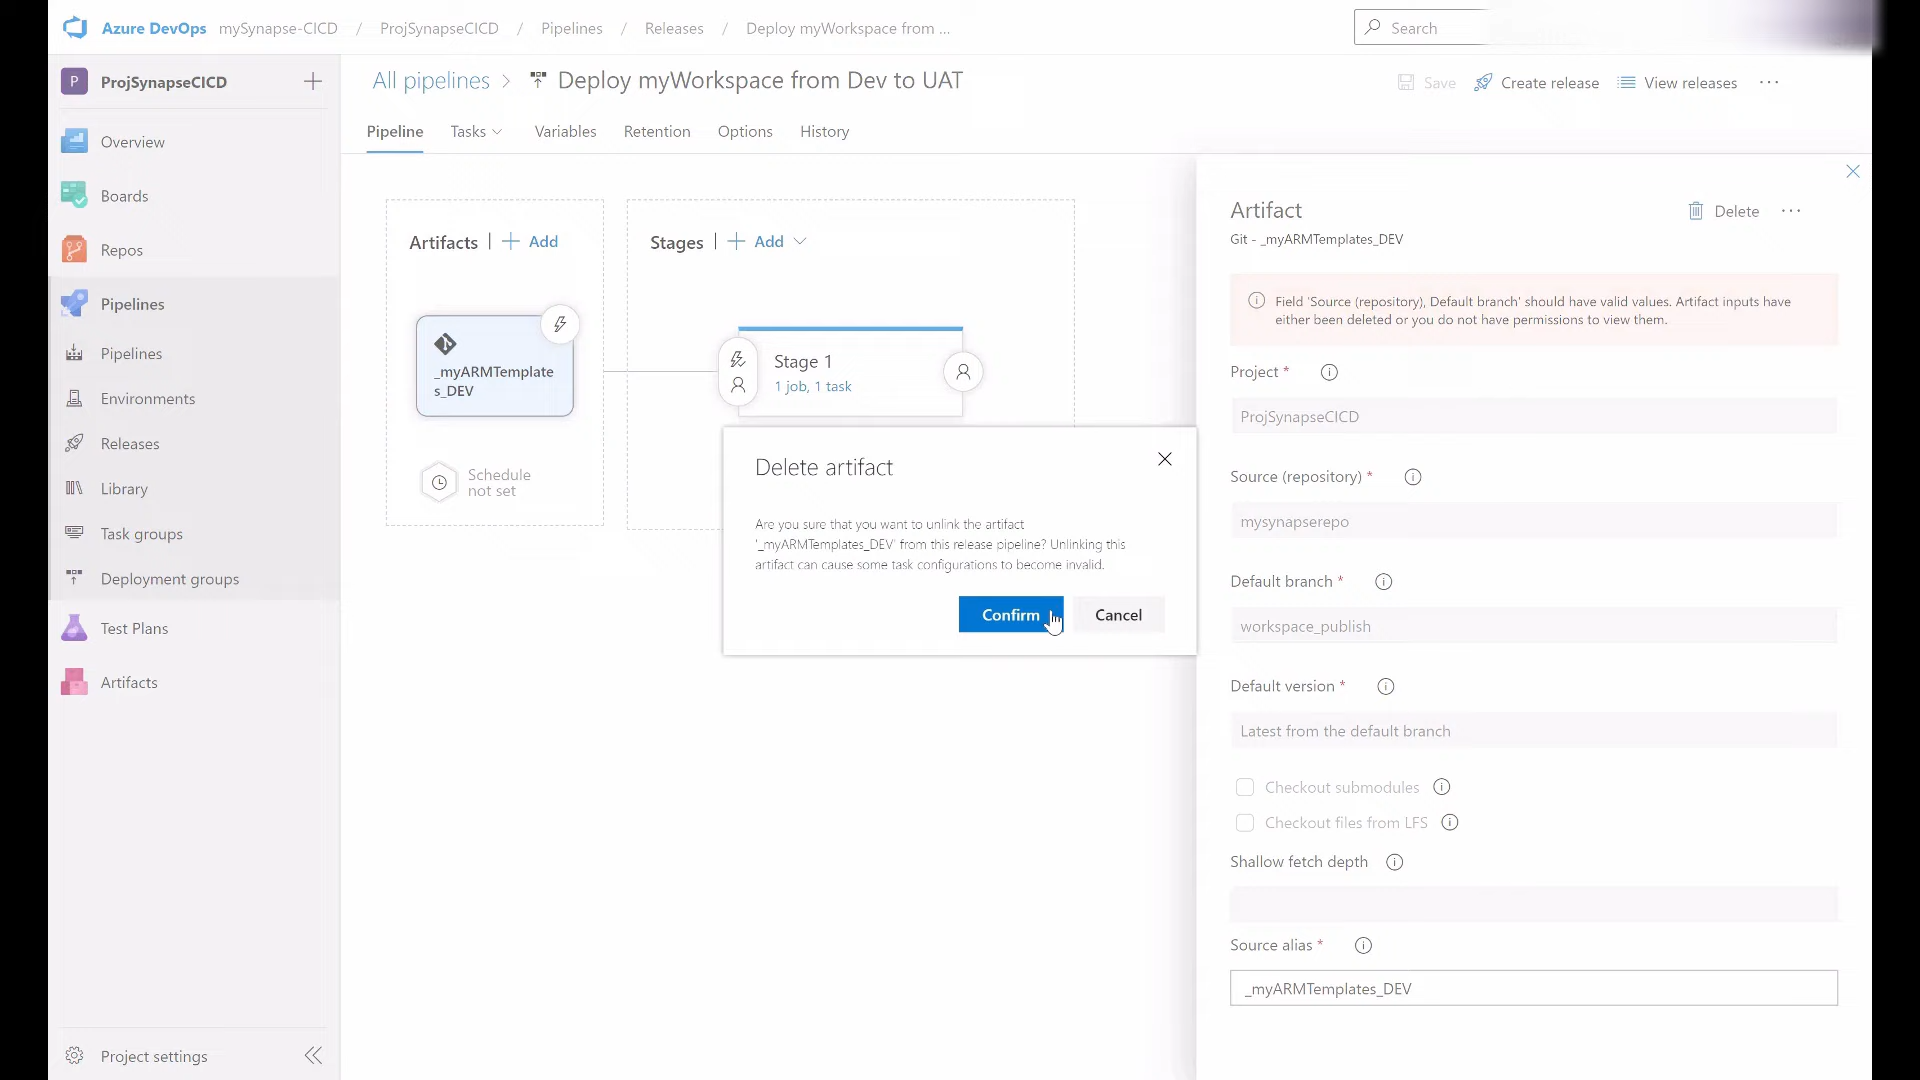 Azure DevOps mySynapse-CICD / ProjSynapseCICD / Pipelines / Releases / Deploy myWorkspace from ...
Search
P ProjSynapseCICD
All pipelines > Deploy myWorkspace from Dev to UAT
Save Create release View releases ...
Pipeline Tasks Variables Retention Options History
Overview
Boards
Repos
Pipelines
Pipelines
Environments
Releases
Library
Task groups
Deployment groups
Test Plans
Artifacts
Project settings
Artifacts | + Add
_myARMTemplate
s_DEV
Schedule
not set
Stages | + Add
Stage 1
1 job, 1 task
Delete artifact
Are you sure that you want to unlink the artifact
'_myARMTemplates_DEV' from this release pipeline? Unlinking this
artifact can cause some task configurations to become invalid.
Confirm Cancel
Artifact
Delete ...
Git - _myARMTemplates_DEV
Field 'Source (repository), Default branch' should have valid values. Artifact inputs have
either been deleted or you do not have permissions to view them.
Project *
ProjSynapseCICD
Source (repository) *
mysynapserepo
Default branch *
workspace_publish
Default version *
Latest from the default branch
Checkout submodules
Checkout files from LFS
Shallow fetch depth
Source alias *
_myARMTemplates_DEV